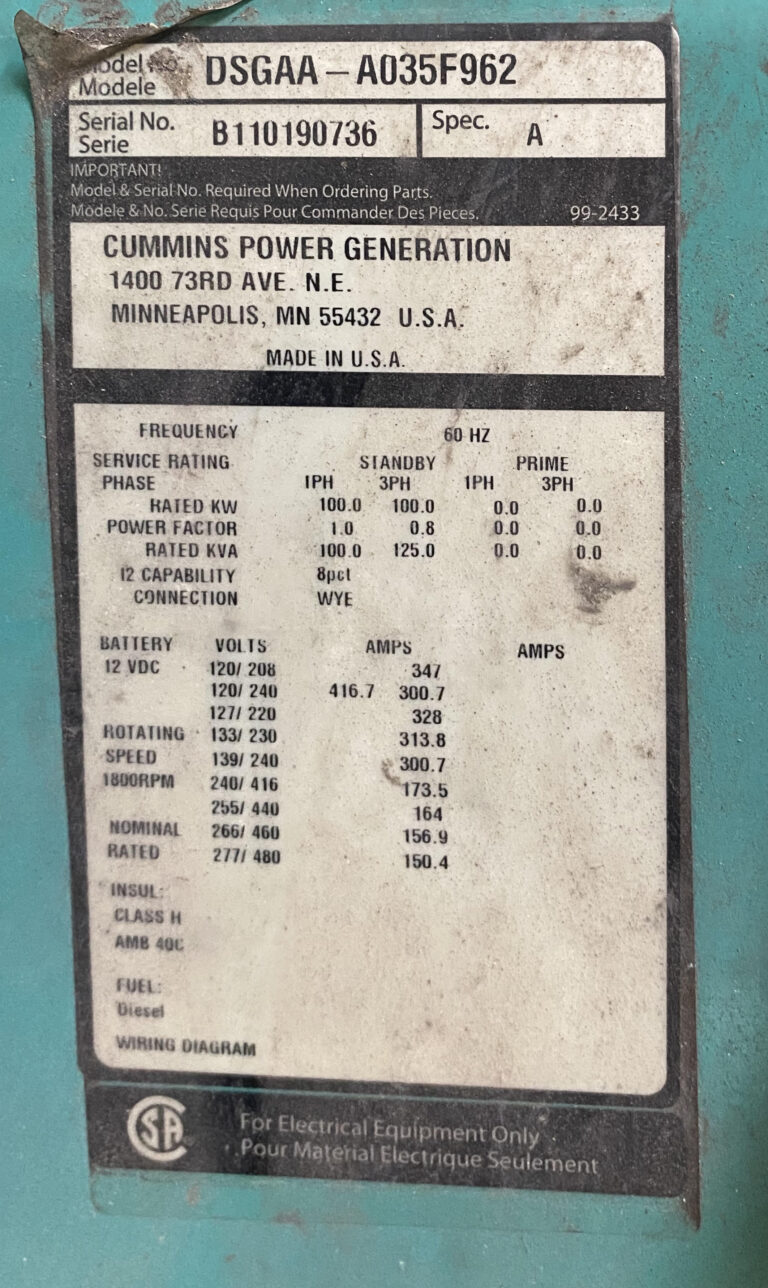 Model No. DSGAA – A035F962
Modele
Serial No. B110190736 Spec. A
Serie
IMPORTANT!
Model & Serial No. Required When Ordering Parts.
Modele & No. Serie Requis Pour Commander Des Pieces. 99-2433
CUMMINS POWER GENERATION
1400 73RD AVE. N.E.
MINNEAPOLIS, MN 55432 U.S.A.
MADE IN U.S.A.
FREQUENCY 60 HZ
SERVICE RATING STANDBY PRIME
PHASE 1PH 3PH 1PH 3PH
RATED KW 100.0 100.0 0.0 0.0
POWER FACTOR 1.0 0.8 0.0 0.0
RATED KVA 100.0 125.0 0.0 0.0
I2 CAPABILITY 8pct
CONNECTION WYE
BATTERY VOLTS AMPS AMPS
12 VDC 120/ 208 347
120/ 240 416.7 300.7
127/ 220 328
ROTATING 133/ 230 313.8
SPEED 139/ 240 300.7
1800RPM 240/ 416 173.5
255/ 440 164
NOMINAL 266/ 460 156.9
RATED 277/ 480 150.4
INSUL:
CLASS H
AMB 40C
FUEL:
Diesel
WIRING DIAGRAM
CSA For Electrical Equipment Only
Pour Material Electrique Seulement